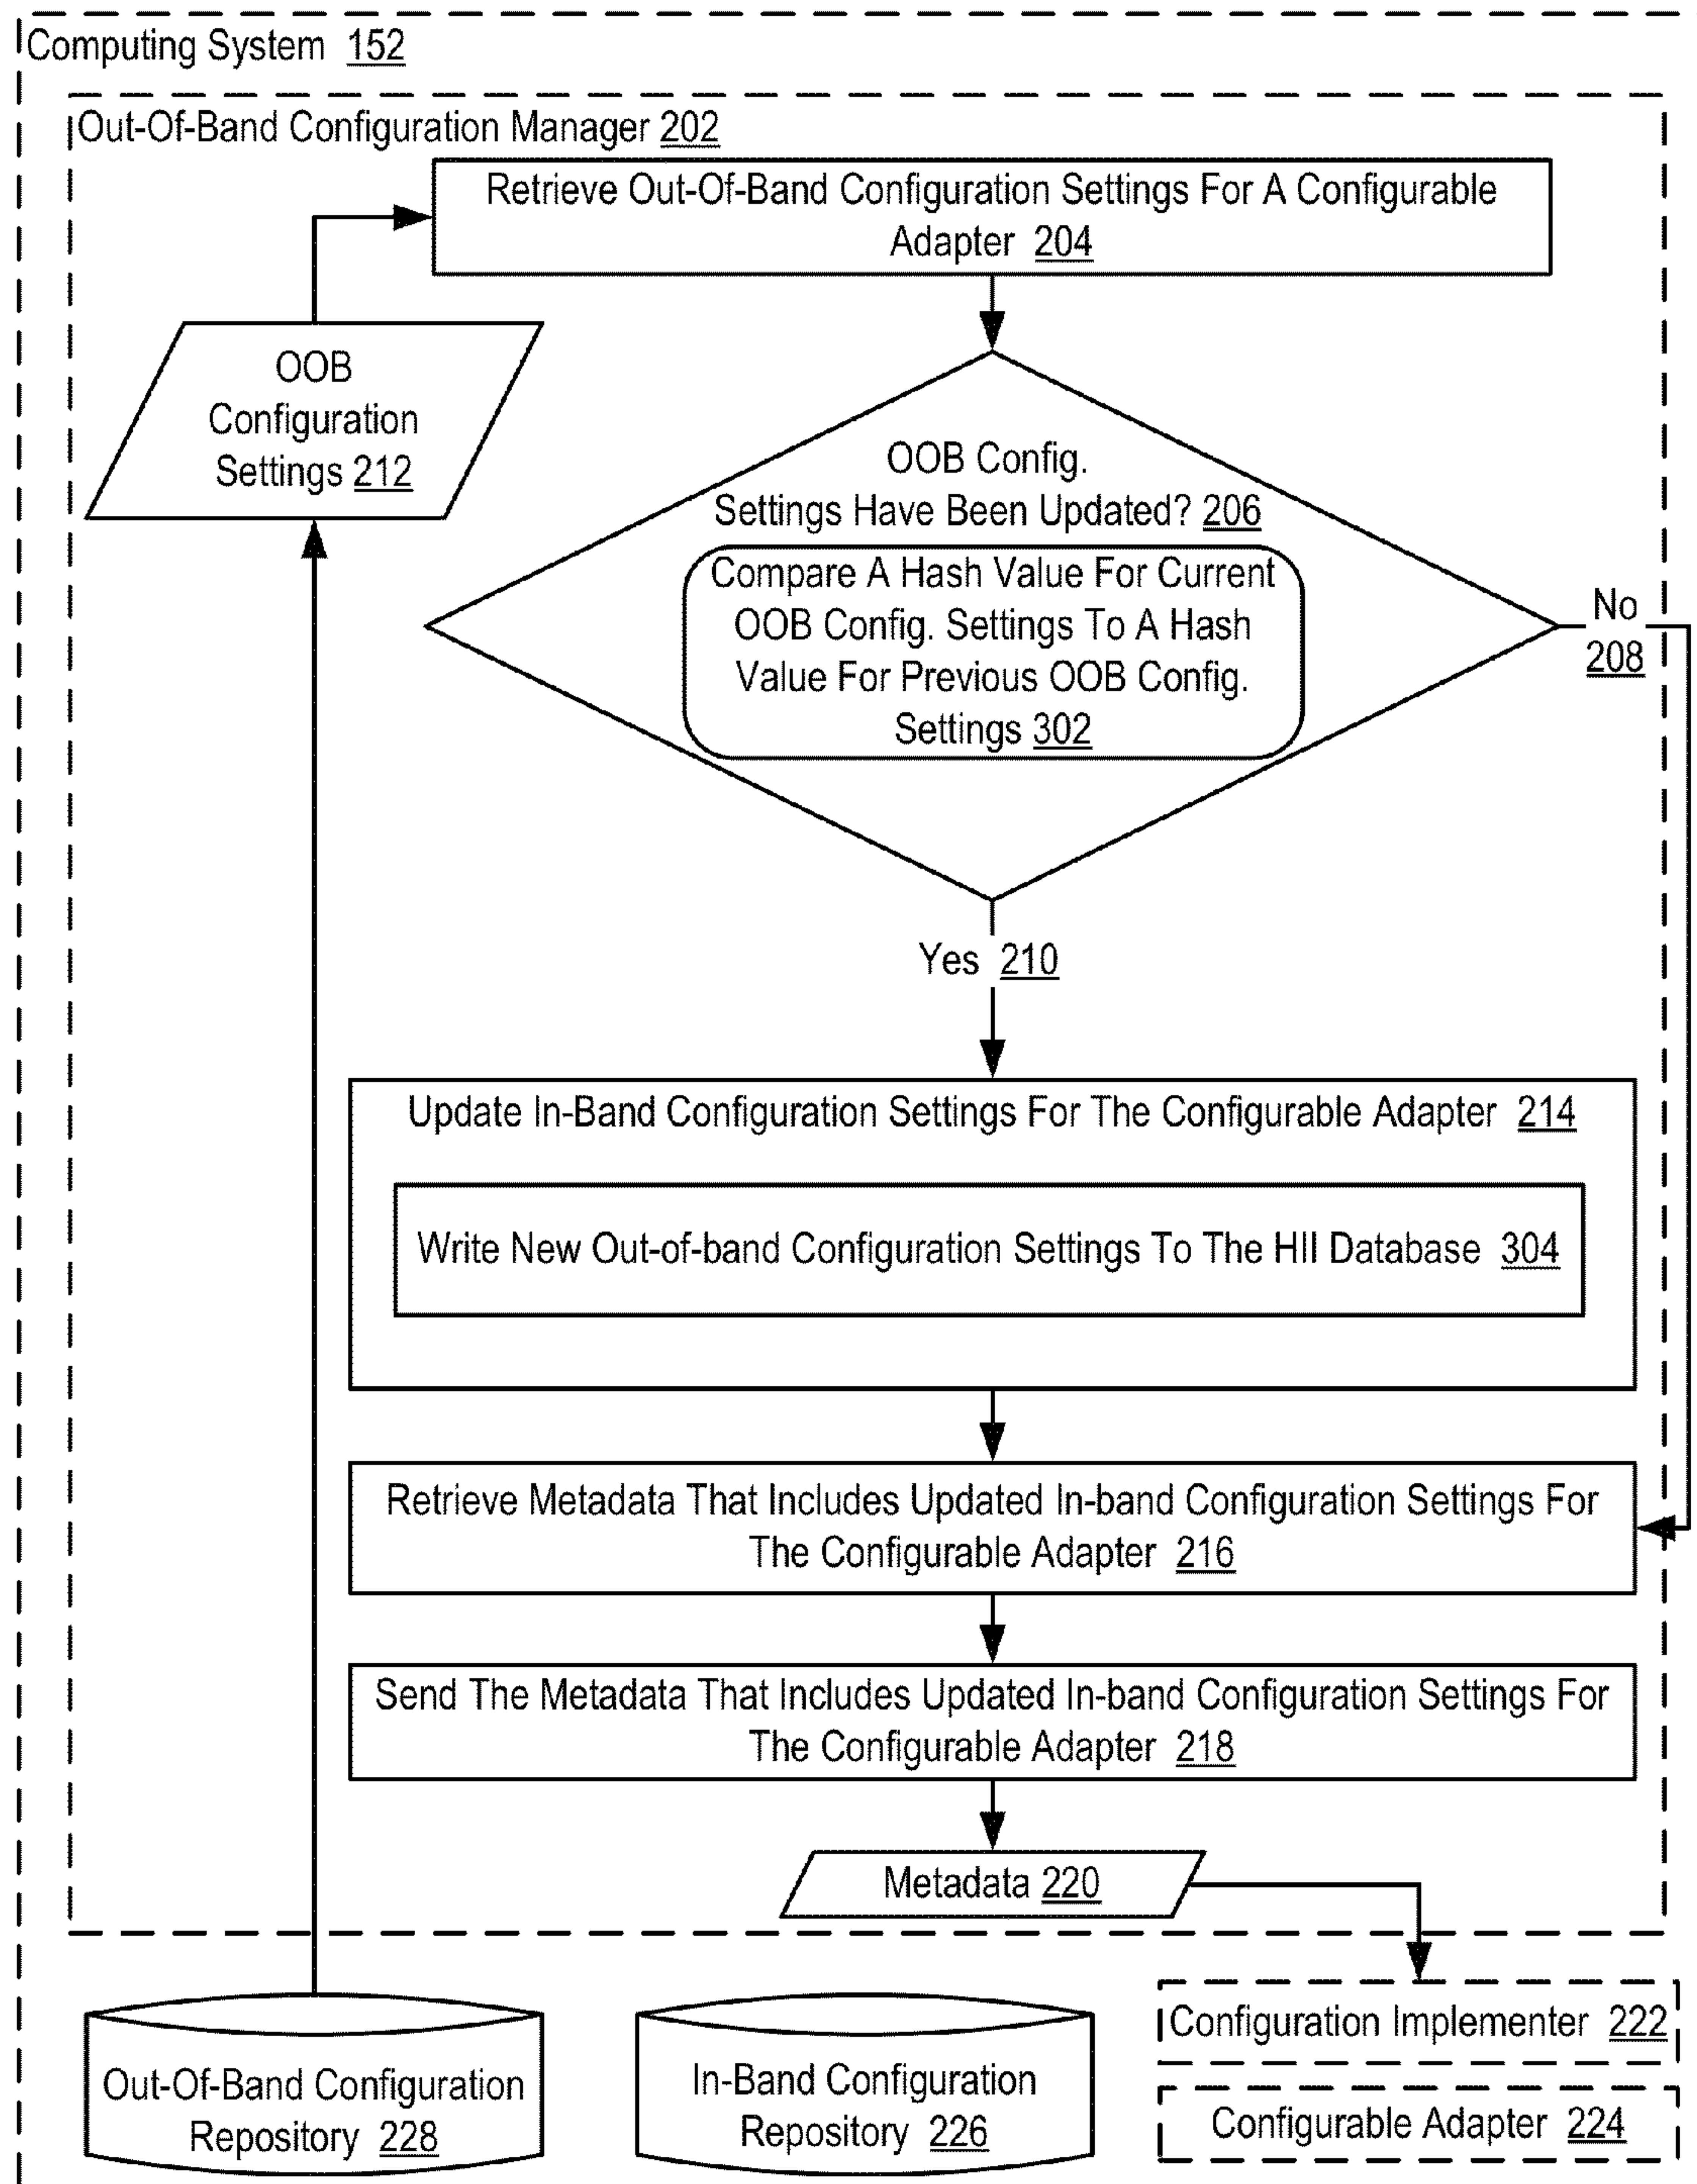 Computing System 152
Out-Of-Band Configuration Manager 202
Retrieve Out-Of-Band Configuration Settings For A Configurable
Adapter 204
OOB
Configuration
Settings 212
OOB Config.
Settings Have Been Updated? 206
Compare A Hash Value For Current
OOB Config. Settings To A Hash
Value For Previous OOB Config.
Settings 302
No
208
Yes 210
Update In-Band Configuration Settings For The Configurable Adapter 214
Write New Out-of-band Configuration Settings To The HII Database 304
Retrieve Metadata That Includes Updated In-band Configuration Settings For
The Configurable Adapter 216
Send The Metadata That Includes Updated In-band Configuration Settings For
The Configurable Adapter 218
Metadata 220
Out-Of-Band Configuration
Repository 228
In-Band Configuration
Repository 226
Configuration Implementer 222
Configurable Adapter 224